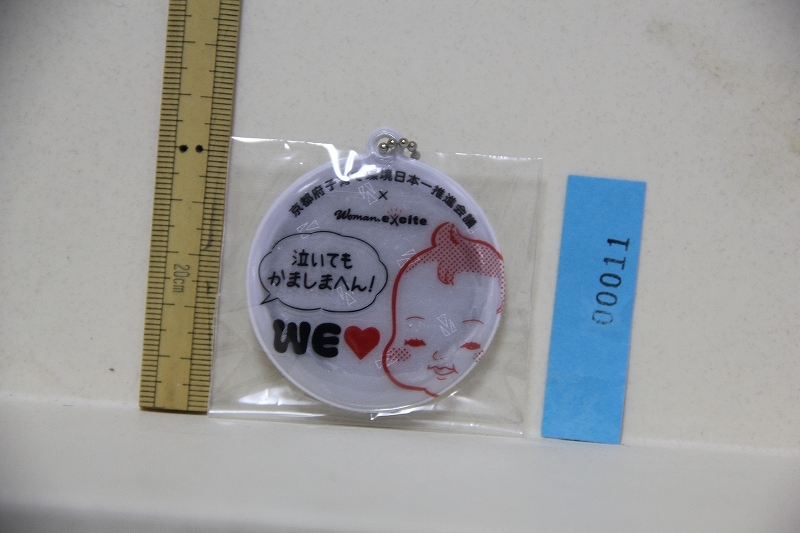 京都府子育て環境日本一推進会議
×
Woman.excite
泣いても
かましまへん!
WE
20cm
00011